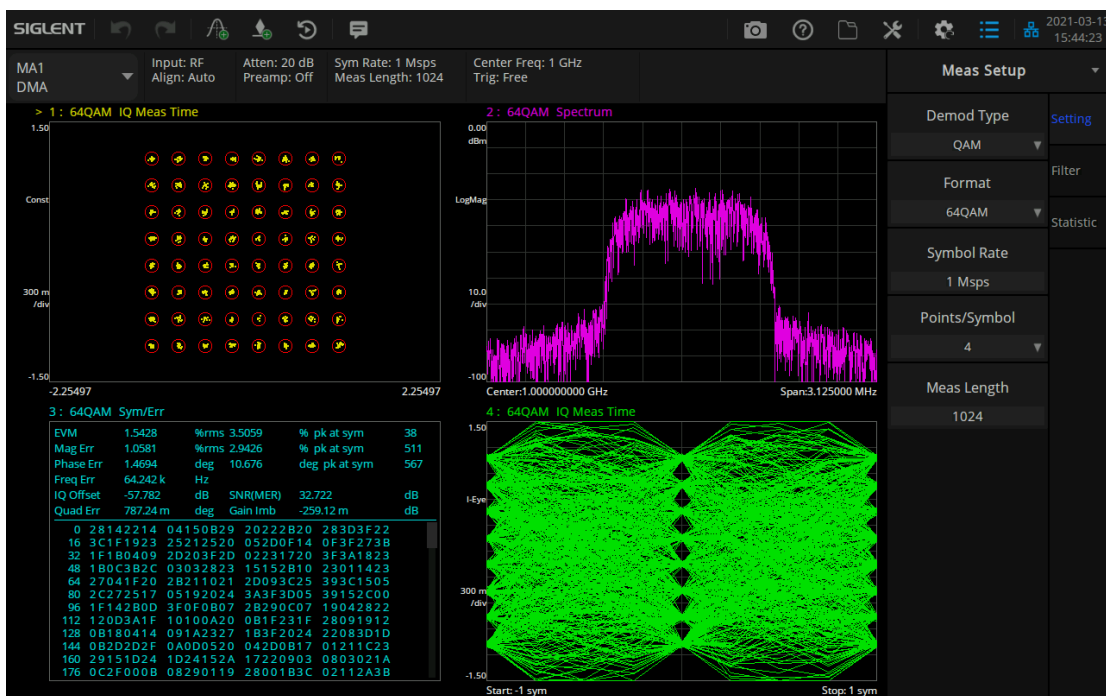 SIGLENT
2021-03-13
15:44:23
MA1
DMA
Input: RF
Align: Auto
Atten: 20 dB
Preamp: Off
Sym Rate: 1 Msps
Meas Length: 1024
Center Freq: 1 GHz
Trig: Free
> 1: 64QAM IQ Meas Time
1.50
Const
300 m
/div
-1.50
-2.25497
2.25497
2: 64QAM Spectrum
0.00
dBm
LogMag
10.0
/div
-100
Center:1.000000000 GHz
Span:3.125000 MHz
3: 64QAM Sym/Err
EVM 1.5428 %rms 3.5059 % pk at sym 38
Mag Err 1.0581 %rms 2.9426 % pk at sym 511
Phase Err 1.4694 deg 10.676 deg pk at sym 567
Freq Err 64.242 k Hz
IQ Offset -57.782 dB SNR(MER) 32.722 dB
Quad Err 787.24 m deg Gain Imb -259.12 m dB
0 28142214 04150B29 20222B20 283D3F22
16 3C1F1923 25212520 052D0F14 0F3F273B
32 1F1B0409 2D203F2D 02231720 3F3A1823
48 1B0C3B2C 03032823 15152B10 23011423
64 27041F20 2B211021 2D093C25 393C1505
80 2C272517 05192024 3A3F3D05 39152C00
96 1F142B0D 3F0F0B07 2B290C07 19042822
112 120D3A1F 10100A20 0B1F231F 28091912
128 0B180414 091A2327 1B3F2024 22083D1D
144 0B2D2D2F 0A0D0520 042D0B17 01211C23
160 29151D24 1D24152A 17220903 0803021A
176 0C2F000B 08290119 28001B3C 02112A3B
4: 64QAM IQ Meas Time
1.50
I-Eye
300 m
/div
-1.50
Start: -1 sym
Stop: 1 sym
Meas Setup
Demod Type
QAM
Format
64QAM
Symbol Rate
1 Msps
Points/Symbol
4
Meas Length
1024
Setting
Filter
Statistic